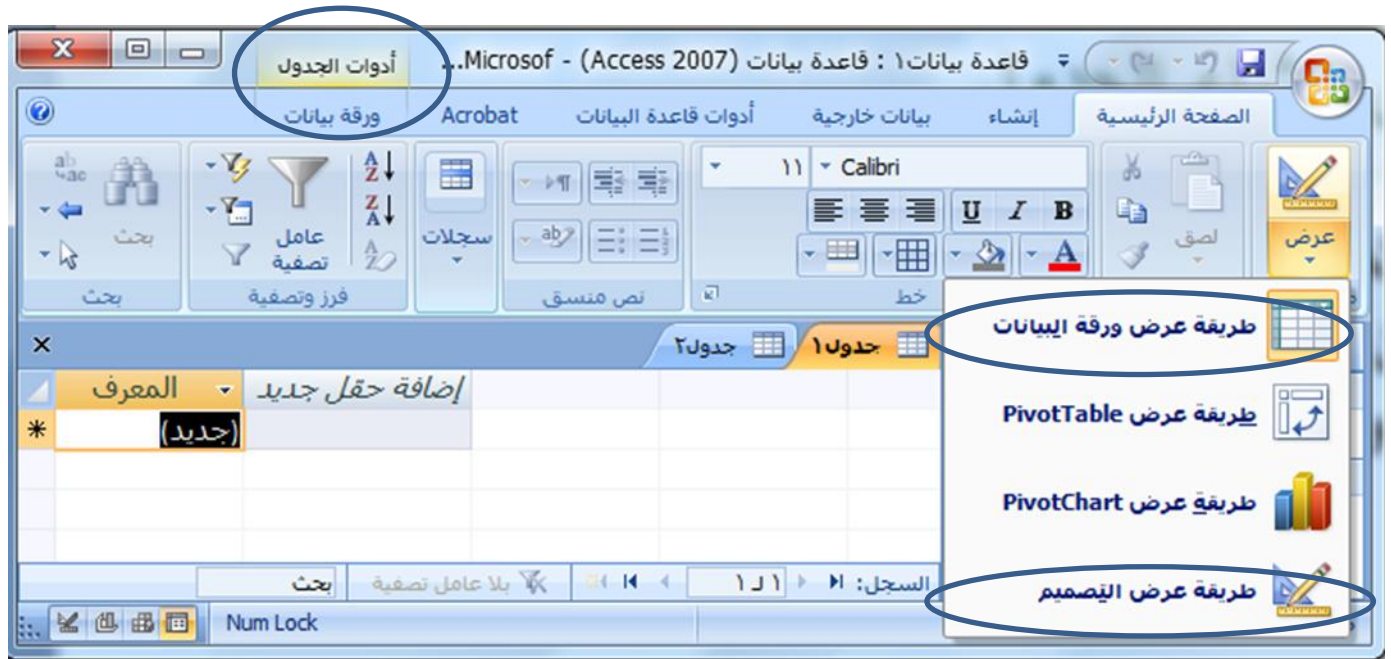 قاعدة بيانات١ : قاعدة بيانات (Access 2007) - Microsof...
أدوات الجدول
الصفحة الرئيسية
إنشاء
بيانات خارجية
أدوات قاعدة البيانات
Acrobat
ورقة بيانات
عرض
لصق
Calibri
١١
B I U
خط
نص منسق
سجلات
عامل تصفية
فرز وتصفية
بحث
بحث
جدول١
جدول٢
المعرف
إضافة حقل جديد
(جديد)
طريقة عرض ورقة البيانات
طريقة عرض PivotTable
طريقة عرض PivotChart
طريقة عرض التصميم
السجل:
١ لـ ١
بلا عامل تصفية
بحث
Num Lock